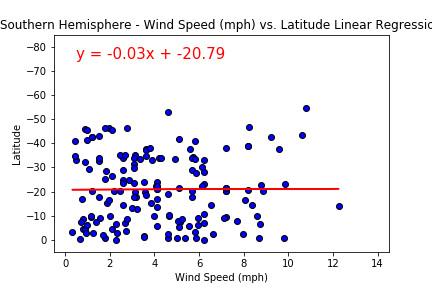 Southern Hemisphere - Wind Speed (mph) vs. Latitude Linear Regressio
y = -0.03x + -20.79
Latitude
−80
−70
−60
−50
−40
−30
−20
−10
0
0 2 4 6 8 10 12 14
Wind Speed (mph)